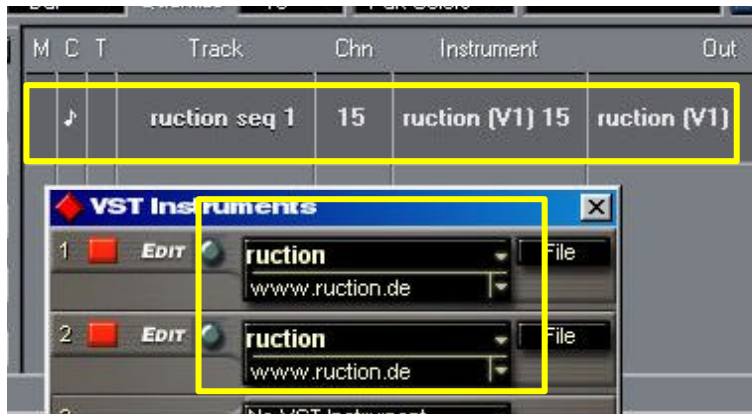 M C T Track Chn Instrument Out
ruction seq 1 15 ruction (V1) 15 ruction (V1)
VST Instruments
1 EDIT ruction File
www.ruction.de
2 EDIT ruction File
www.ruction.de
No VST Instrument